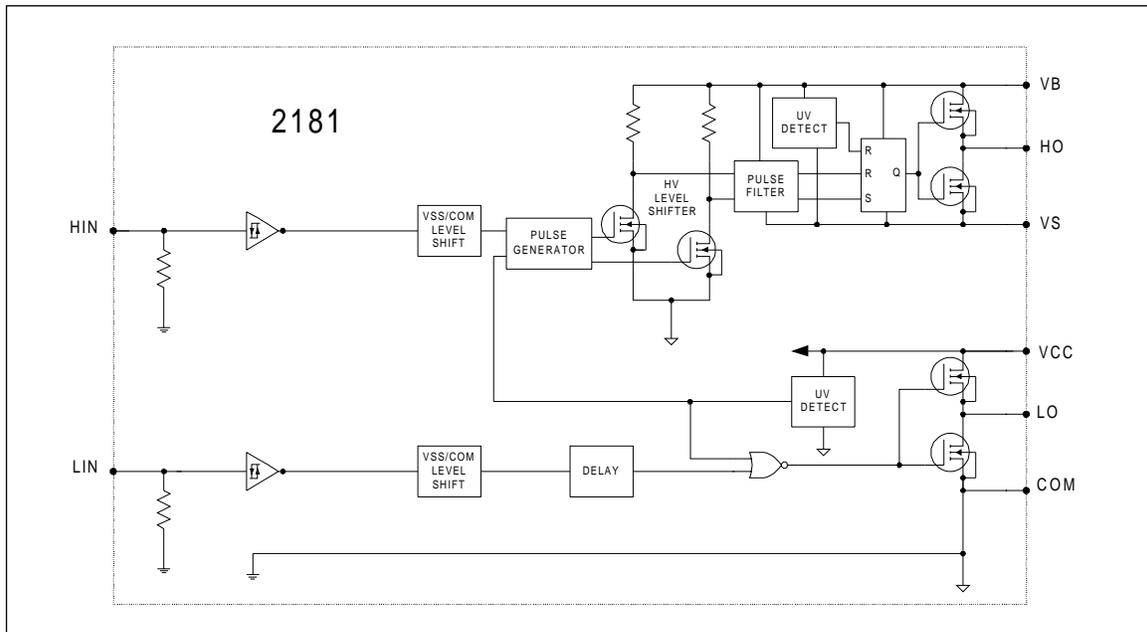 2181
VB
UV
DETECT
HO
R
R
Q
S
PULSE
FILTER
HV
LEVEL
SHIFTER
VS
HIN
VSS/COM
LEVEL
SHIFT
PULSE
GENERATOR
VCC
UV
DETECT
LO
LIN
VSS/COM
LEVEL
SHIFT
DELAY
COM